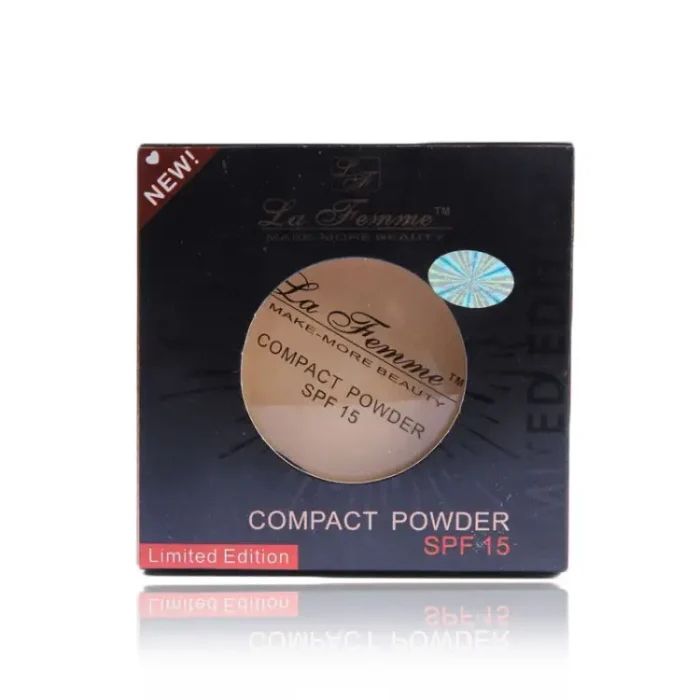 NEW!
LF
La Femme™
MAKE-MORE BEAUTY
La Femme™
MAKE-MORE BEAUTY
COMPACT POWDER
SPF 15
COMPACT POWDER
SPF 15
Limited Edition